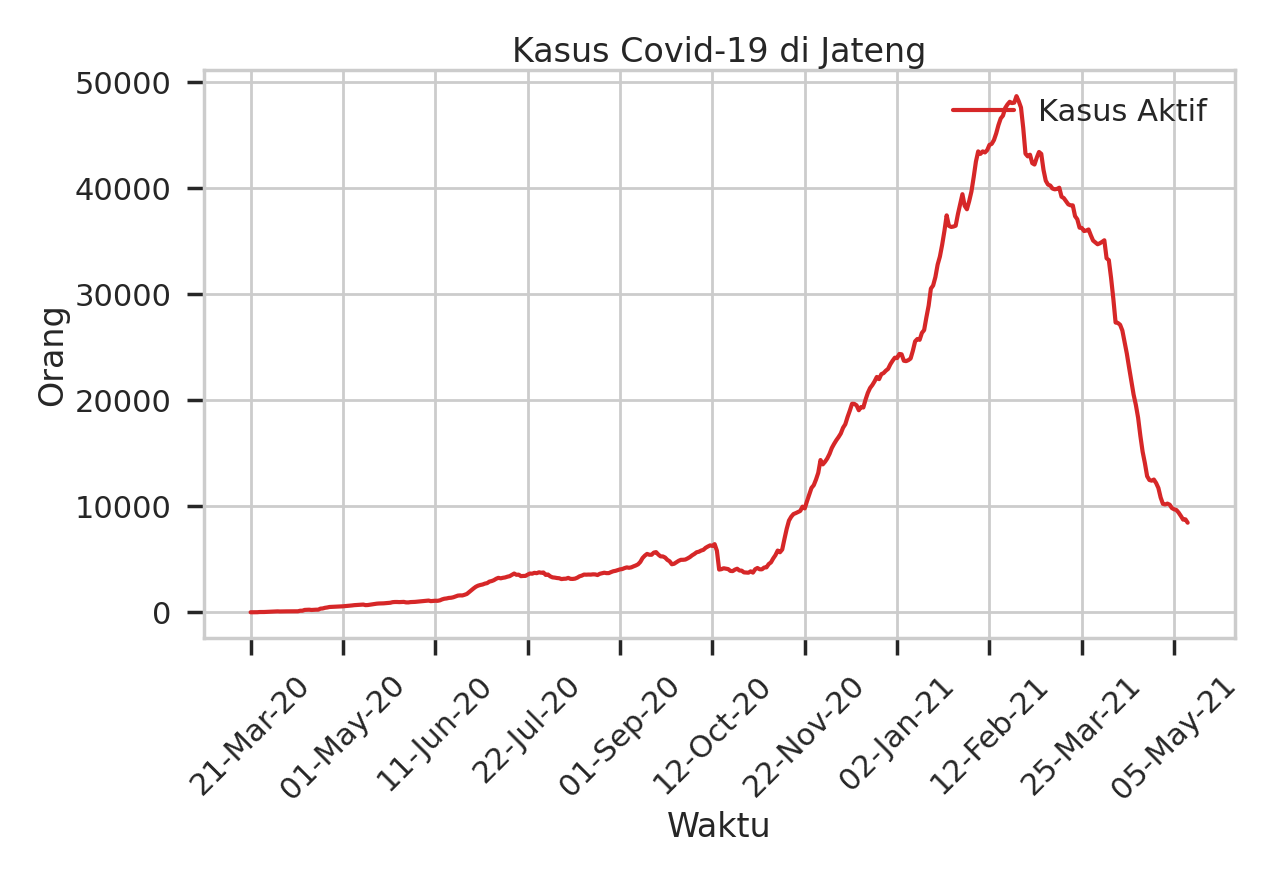 Kasus Covid-19 di Jateng
Kasus Aktif
Orang
50000
40000
30000
20000
10000
0
21-Mar-20
01-May-20
11-Jun-20
22-Jul-20
01-Sep-20
12-Oct-20
22-Nov-20
02-Jan-21
12-Feb-21
25-Mar-21
05-May-21
Waktu